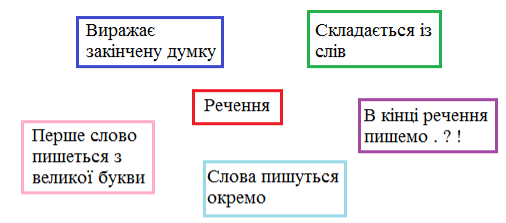 Виражає
закінчену думку
Складається із
слів
Речення
В кінці речення
пишемо . ? !
Перше слово
пишеться з
великої букви
Слова пишуться
окремо